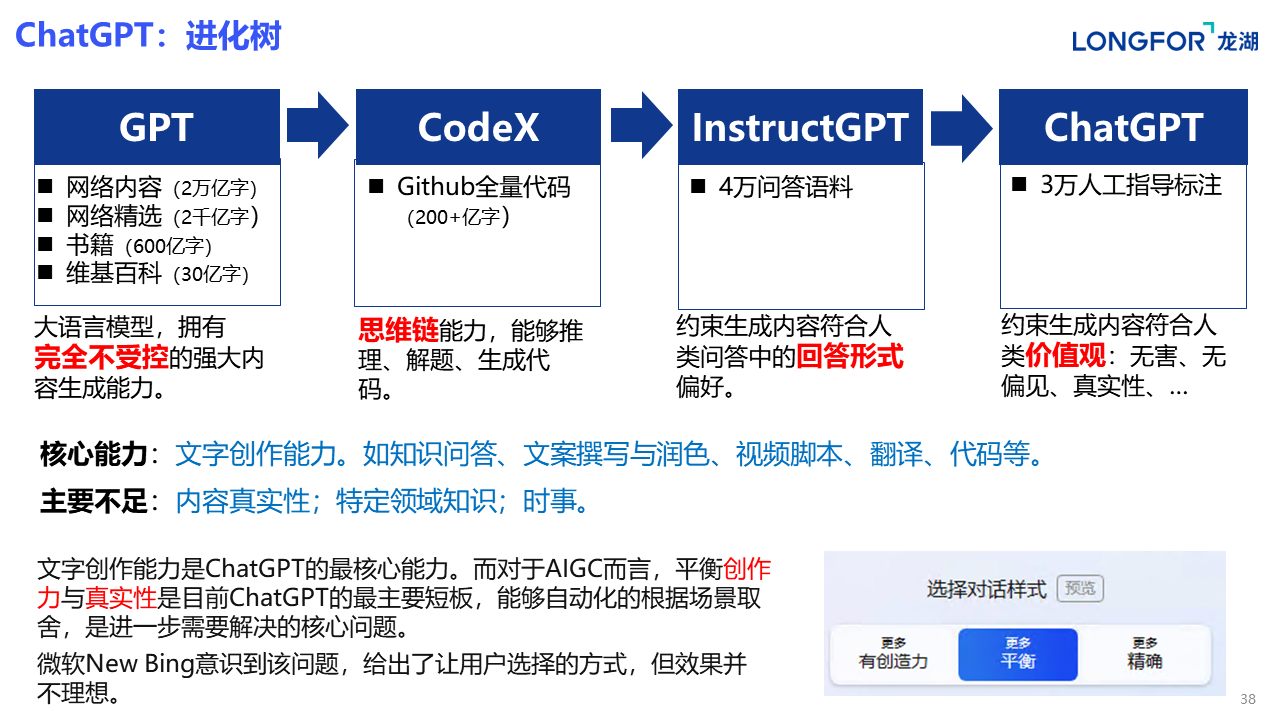 ChatGPT：进化树
LONGFOR 龙湖
GPT
CodeX
InstructGPT
ChatGPT
■ 网络内容（2万亿字）
■ 网络精选（2千亿字）
■ 书籍（600亿字）
■ 维基百科（30亿字）
■ Github全量代码
（200+亿字）
■ 4万问答语料
■ 3万人工指导标注
大语言模型，拥有
完全不受控的强大内
容生成能力。
思维链能力，能够推
理、解题、生成代
码。
约束生成内容符合人
类问答中的回答形式
偏好。
约束生成内容符合人
类价值观：无害、无
偏见、真实性、...
核心能力：文字创作能力。如知识问答、文案撰写与润色、视频脚本、翻译、代码等。
主要不足：内容真实性；特定领域知识；时事。
文字创作能力是ChatGPT的最核心能力。而对于AIGC而言，平衡创作
力与真实性是目前ChatGPT的最主要短板，能够自动化的根据场景取
舍，是进一步需要解决的核心问题。
微软New Bing意识到该问题，给出了让用户选择的方式，但效果并
不理想。
选择对话样式 预览
更多
有创造力
更多
平衡
更多
精确
38